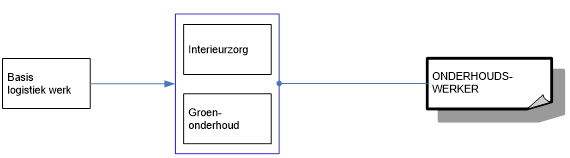 Basis
logistiek werk
Interieurzorg
Groen-
onderhoud
ONDERHOUDS-
WERKER